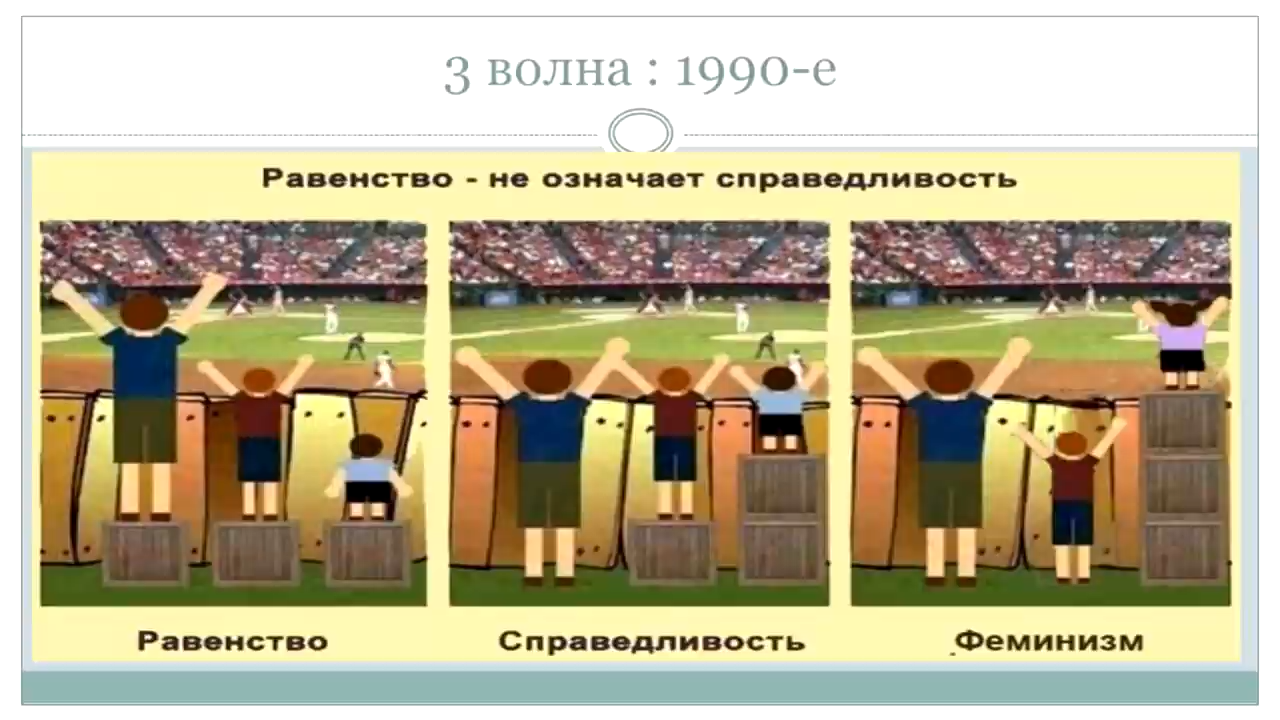 3 волна : 1990-е
Равенство - не означает справедливость
Равенство
Справедливость
Феминизм